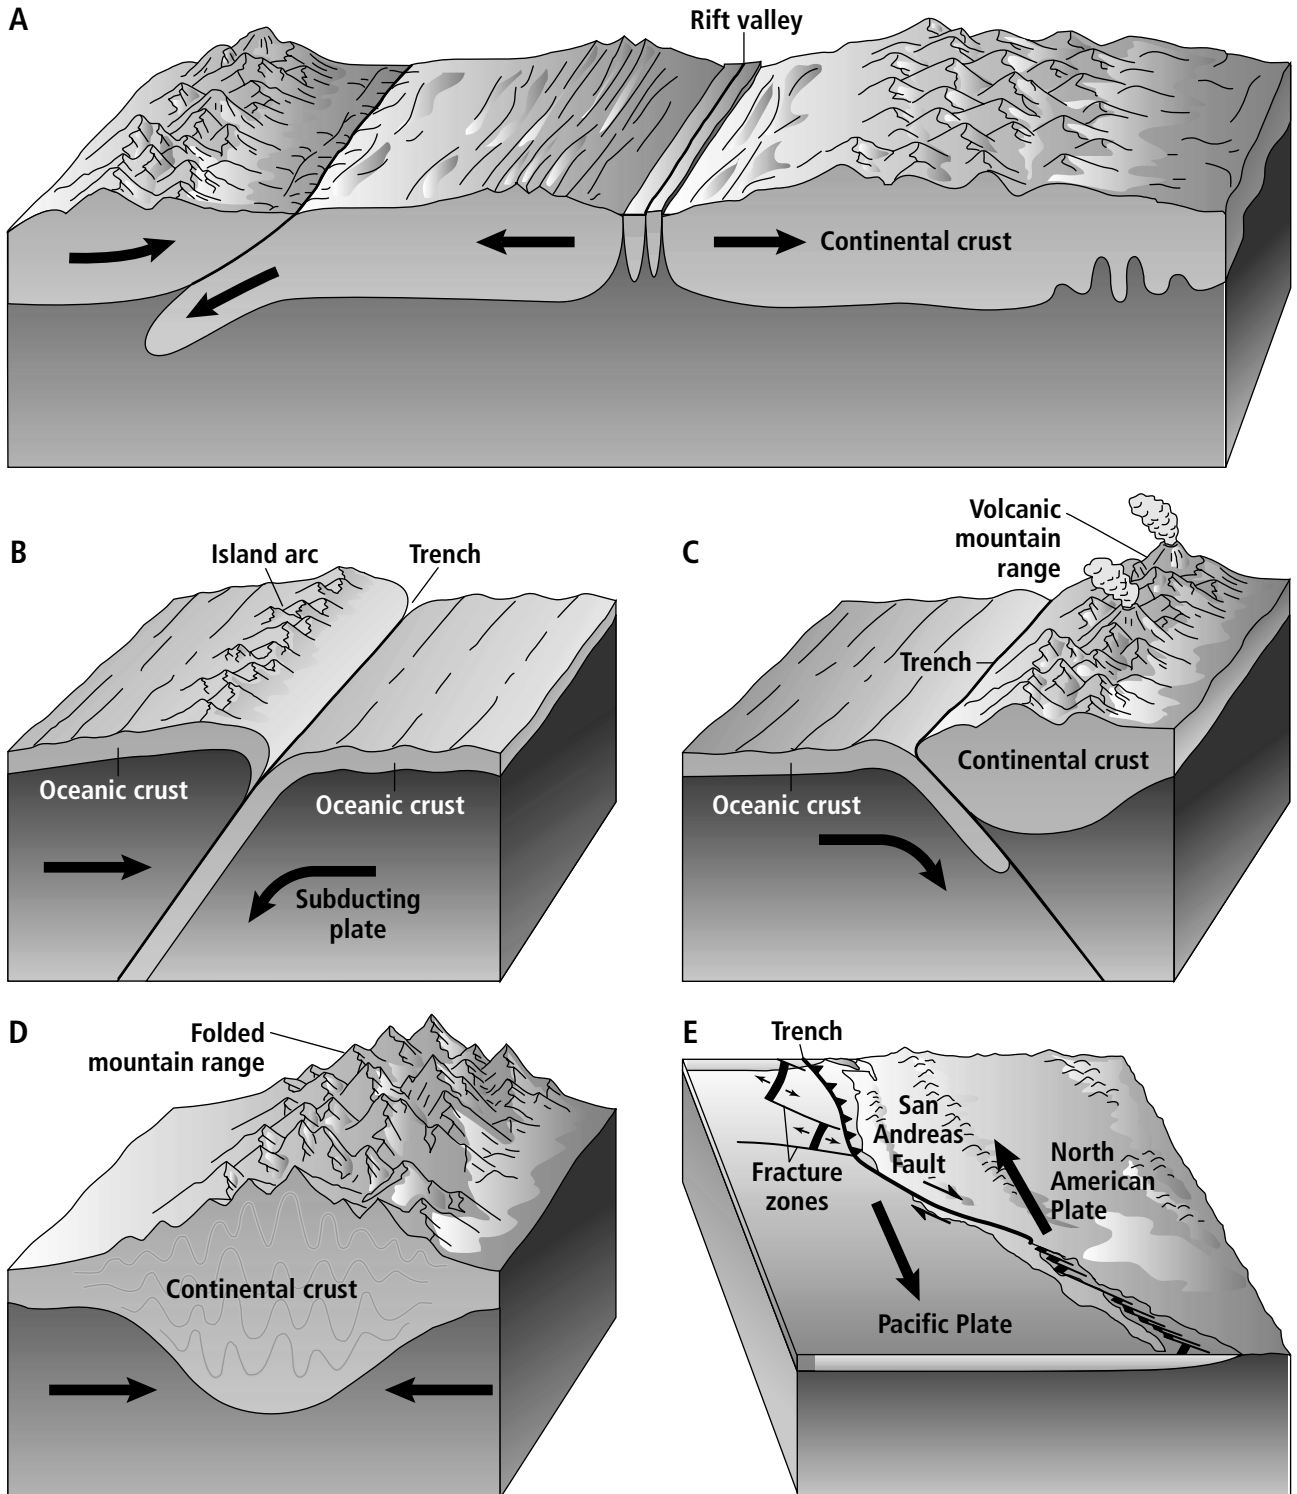 A
Rift valley
Continental crust
B
Island arc
Trench
Oceanic crust
Oceanic crust
Subducting
plate
C
Volcanic
mountain
range
Trench
Continental crust
Oceanic crust
D
Folded
mountain range
Continental crust
E
Trench
San
Andreas
Fault
Fracture
zones
North
American
Plate
Pacific Plate